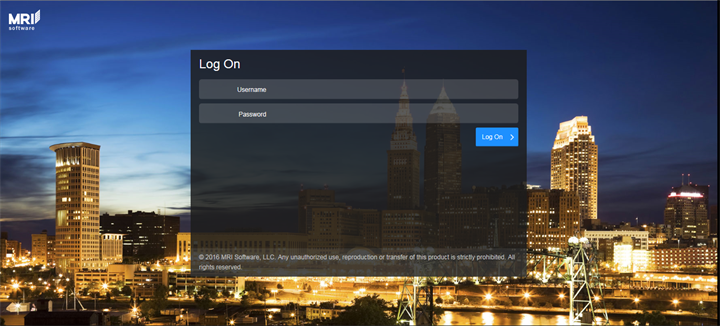 MRI
software
Log On
Username
Password
Log On
© 2016 MRI Software, LLC. Any unauthorized use, reproduction or transfer of this product is strictly prohibited. All
rights reserved.